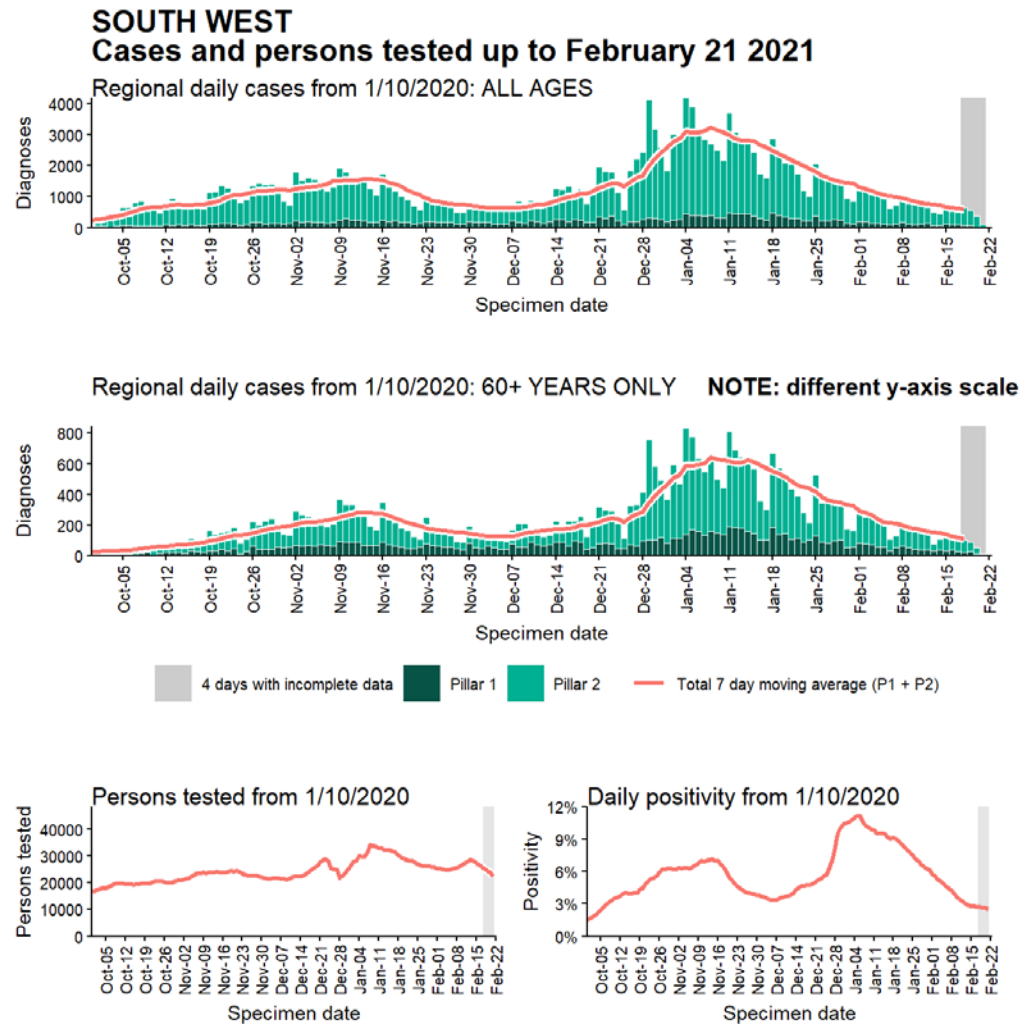 SOUTH WEST
Cases and persons tested up to February 21 2021
Regional daily cases from 1/10/2020: ALL AGES
Diagnoses
4000
3000
2000
1000
0
Oct-05 Oct-12 Oct-19 Oct-26 Nov-02 Nov-09 Nov-16 Nov-23 Nov-30 Dec-07 Dec-14 Dec-21 Dec-28 Jan-04 Jan-11 Jan-18 Jan-25 Feb-01 Feb-08 Feb-15 Feb-22
Specimen date
Regional daily cases from 1/10/2020: 60+ YEARS ONLY NOTE: different y-axis scale
Diagnoses
800
600
400
200
0
Oct-05 Oct-12 Oct-19 Oct-26 Nov-02 Nov-09 Nov-16 Nov-23 Nov-30 Dec-07 Dec-14 Dec-21 Dec-28 Jan-04 Jan-11 Jan-18 Jan-25 Feb-01 Feb-08 Feb-15 Feb-22
Specimen date
4 days with incomplete data Pillar 1 Pillar 2 Total 7 day moving average (P1 + P2)
Persons tested from 1/10/2020
Persons tested
40000
30000
20000
10000
0
Oct-05 Oct-12 Oct-19 Oct-26 Nov-02 Nov-09 Nov-16 Nov-23 Nov-30 Dec-07 Dec-14 Dec-21 Dec-28 Jan-04 Jan-11 Jan-18 Jan-25 Feb-01 Feb-08 Feb-15 Feb-22
Specimen date
Daily positivity from 1/10/2020
Positivity
12%
9%
6%
3%
0%
Oct-05 Oct-12 Oct-19 Oct-26 Nov-02 Nov-09 Nov-16 Nov-23 Nov-30 Dec-07 Dec-14 Dec-21 Dec-28 Jan-04 Jan-11 Jan-18 Jan-25 Feb-01 Feb-08 Feb-15 Feb-22
Specimen date